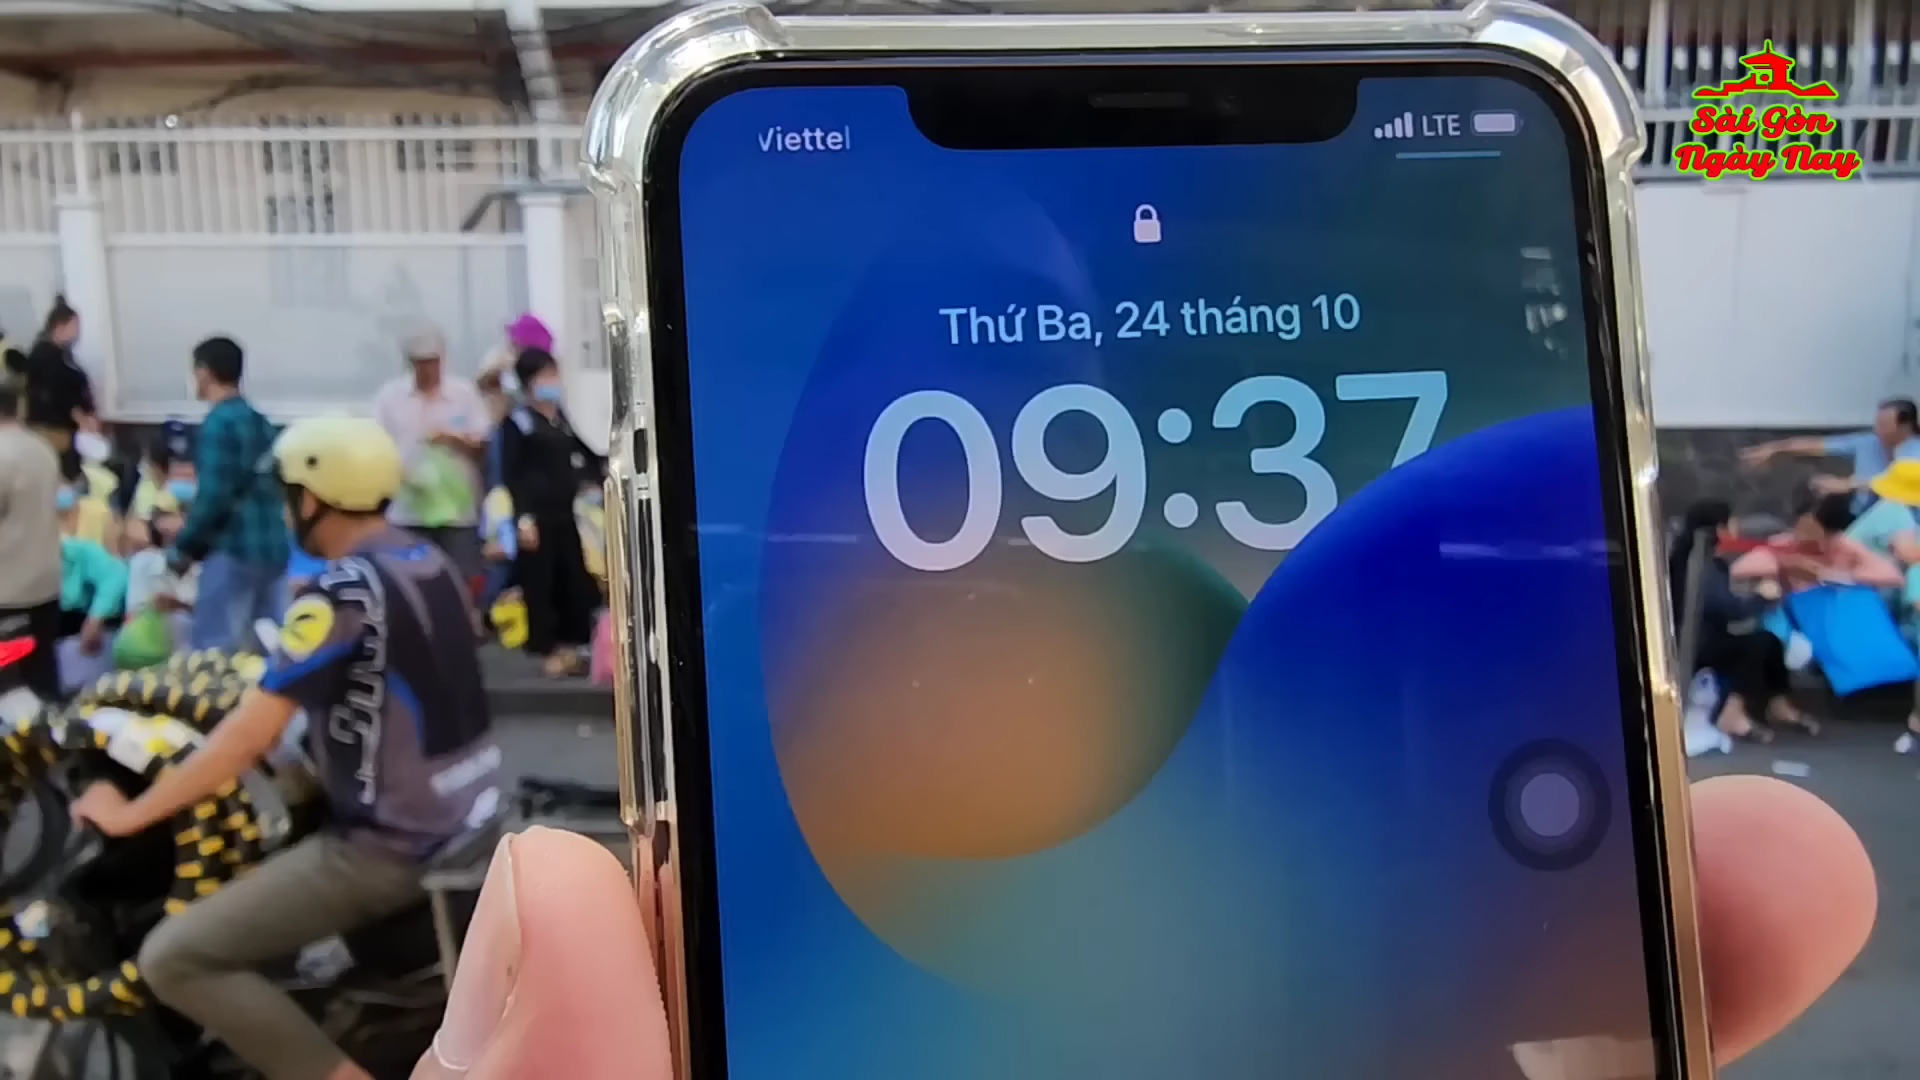 Viettel
LTE
Thứ Ba, 24 tháng 10
09:37
Sài Gòn
Ngày Nay